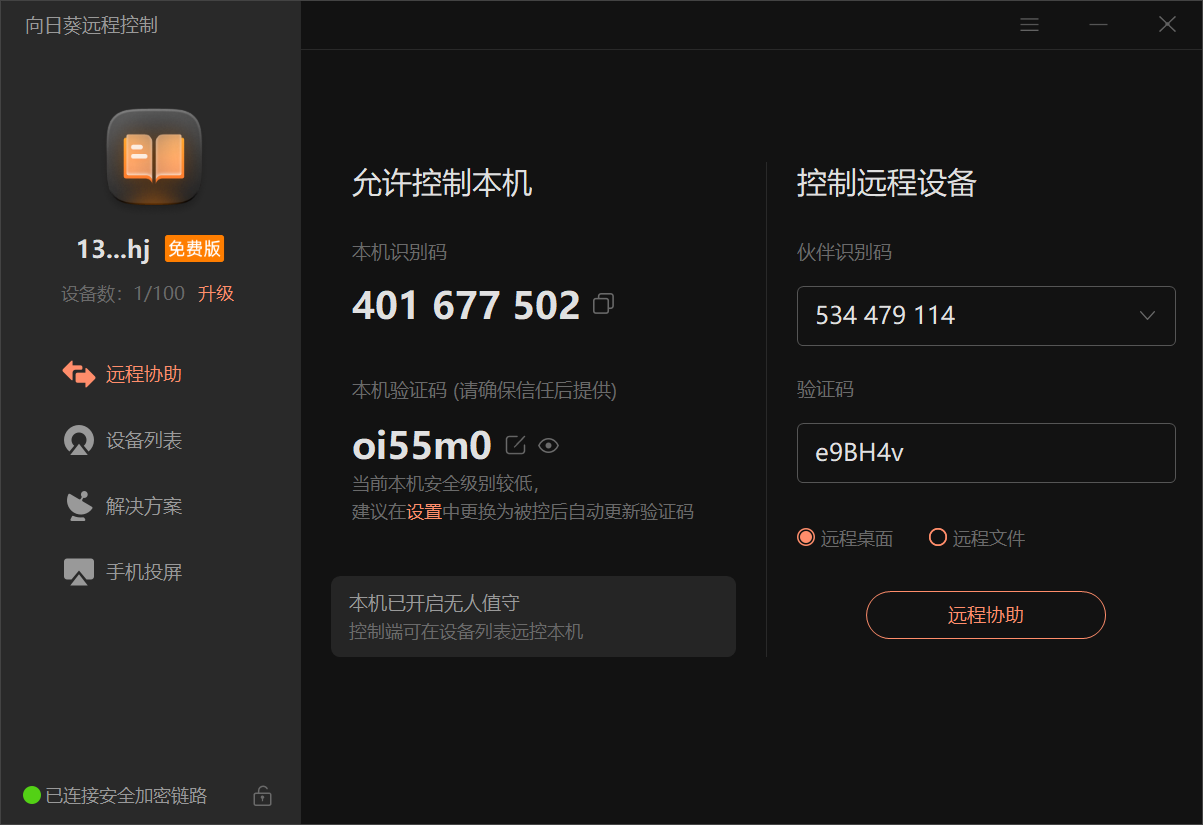 向日葵远程控制
13...hj 免费版
设备数: 1/100 升级
远程协助
设备列表
解决方案
手机投屏
已连接安全加密链路
允许控制本机
本机识别码
401 677 502
本机验证码 (请确保信任后提供)
oi55m0
当前本机安全级别较低，
建议在设置中更换为被控后自动更新验证码
本机已开启无人值守
控制端可在设备列表远控本机
控制远程设备
伙伴识别码
534 479 114
验证码
e9BH4v
远程桌面 远程文件
远程协助